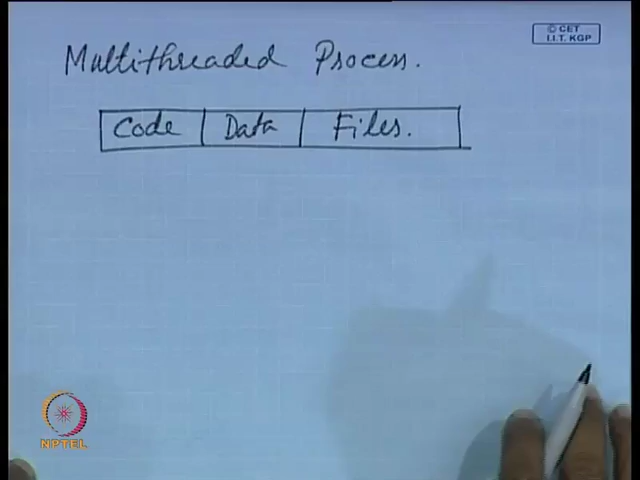 © CET
I.I.T. KGP
Multithreaded Process.
Code Data Files.
NPTEL